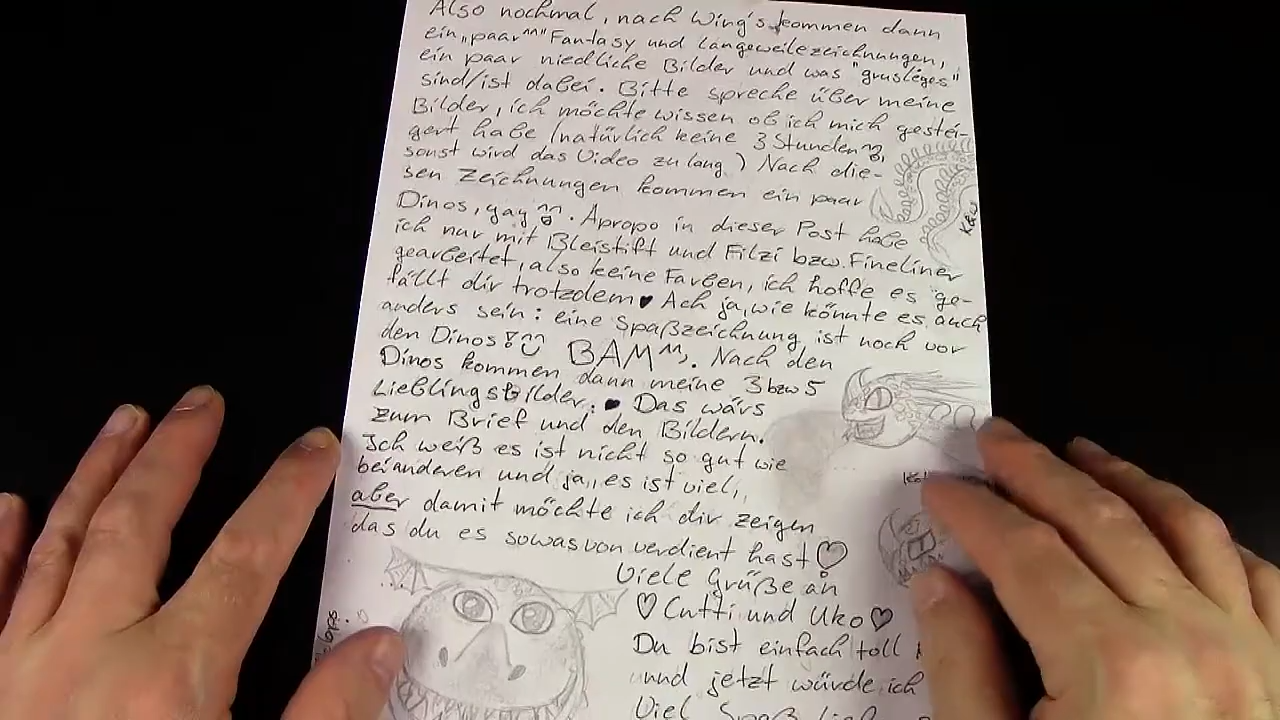 Also nochmal, nach Wing's kommen dann
ein „paar^^" Fantasy und langeweilezeichnungen,
ein paar niedliche Bilder und was "grusliges"
sind/ist dabei. Bitte spreche über meine
Bilder, ich möchte wissen ob ich mich gestei-
gert habe (natürlich keine 3 Stunden ^^,
sonst wird das Video zu lang) Nach die-
sen Zeichnungen kommen ein paar
Dinos, yay ^^. Apropo in dieser Post habe
ich nur mit Bleistift und Filzi bzw. Fineliner
gearbeitet, also keine Farben, ich hoffe es ge-
fällt dir trotzdem ♥ Ach ja, wie könnte es auch
anders sein: eine Spaßzeichnung ist noch vor
den Dinos! BAM ^^. Nach den
Dinos kommen dann meine 3 bzw 5
Lieblingsbilder. ♥ Das wärs
zum Brief und den Bildern.
Ich weiß es ist nicht so gut wie
bei anderen und ja, es ist viel,
aber damit möchte ich dir zeigen
das du es sowas von verdient hast ♡
Viele Grüße an
♡ Cutti und Uko ♡
Du bist einfach toll
und jetzt würde ich
Viel Spaß